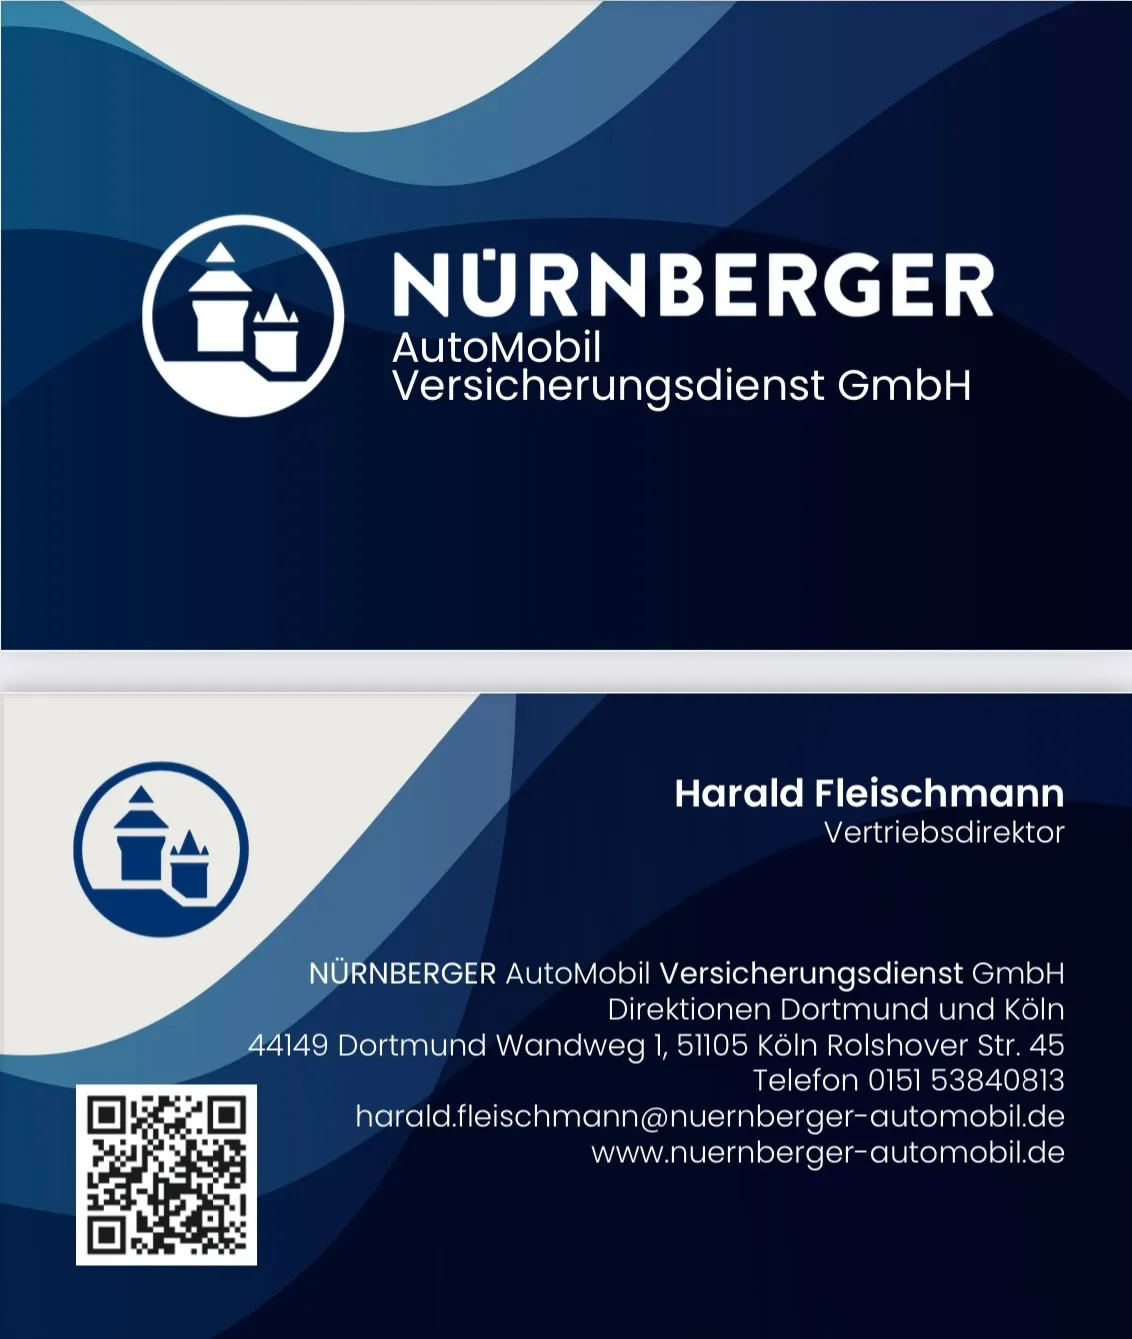 NÜRNBERGER
AutoMobil
Versicherungsdienst GmbH
Harald Fleischmann
Vertriebsdirektor
NÜRNBERGER AutoMobil Versicherungsdienst GmbH
Direktionen Dortmund und Köln
44149 Dortmund Wandweg 1, 51105 Köln Rolshover Str. 45
Telefon 0151 53840813
harald.fleischmann@nuernberger-automobil.de
www.nuernberger-automobil.de